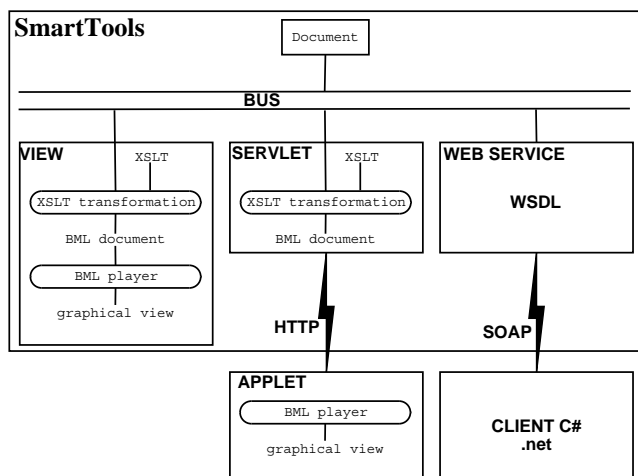 SmartTools
Document
BUS
VIEW
XSLT
XSLT transformation
BML document
BML player
graphical view
SERVLET
XSLT
XSLT transformation
BML document
WEB SERVICE
WSDL
HTTP
SOAP
APPLET
BML player
graphical view
CLIENT C#
.net